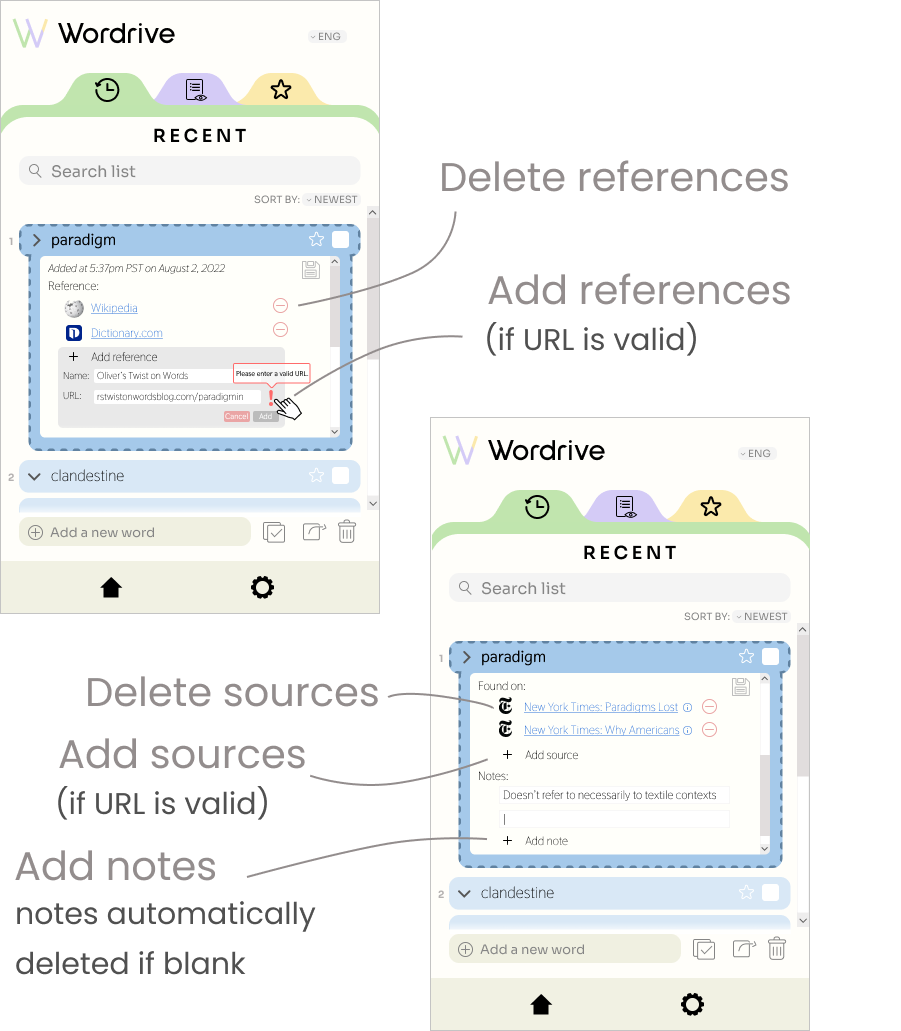 Wordrive
ENG
RECENT
Search list
SORT BY: NEWEST
1 paradigm
Added at 5:37pm PST on August 2, 2022
Reference:
Wikipedia
Dictionary.com
+ Add reference
Name: Oliver's Twist on Words
Please enter a valid URL.
URL: rstwistonwordsblog.com/paradigmin
!
Cancel Add
2 clandestine
Add a new word
Delete references
Add references
(if URL is valid)
Wordrive
ENG
RECENT
Search list
SORT BY: NEWEST
1 paradigm
Found on:
New York Times: Paradigms Lost
New York Times: Why Americans
+ Add source
Notes:
Doesn't refer to necessarily to textile contexts
+ Add note
2 clandestine
Add a new word
Delete sources
Add sources
(if URL is valid)
Add notes
notes automatically
deleted if blank